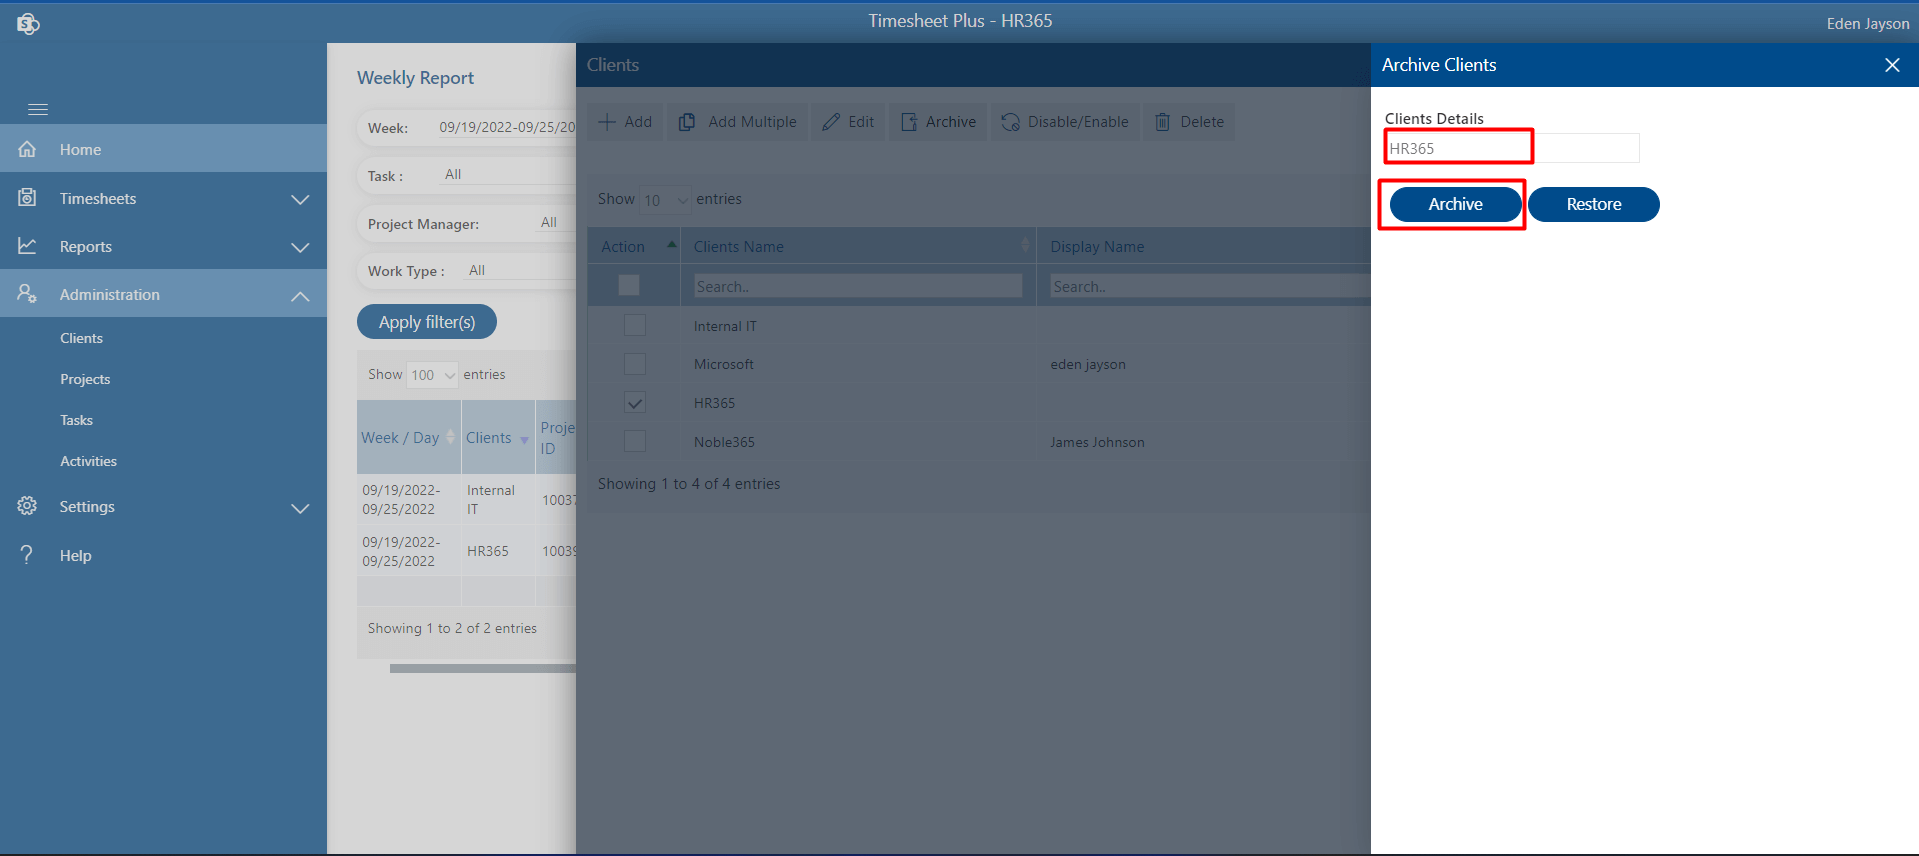 Timesheet Plus - HR365
Eden Jayson
Home
Timesheets
Reports
Administration
Clients
Projects
Tasks
Activities
Settings
Help
Weekly Report
Week: 09/19/2022-09/25/20
Task : All
Project Manager: All
Work Type : All
Apply filter(s)
Show 100 entries
Week / Day Clients Proje
ID
09/19/2022-
09/25/2022
Internal
IT
10037
09/19/2022-
09/25/2022
HR365
10039
Showing 1 to 2 of 2 entries
Clients
Add Add Multiple Edit Archive Disable/Enable Delete
Show 10 entries
Action Clients Name Display Name
Search.. Search..
Internal IT
Microsoft eden jayson
HR365
Noble365 James Johnson
Showing 1 to 4 of 4 entries
Archive Clients
Clients Details
HR365
Archive Restore